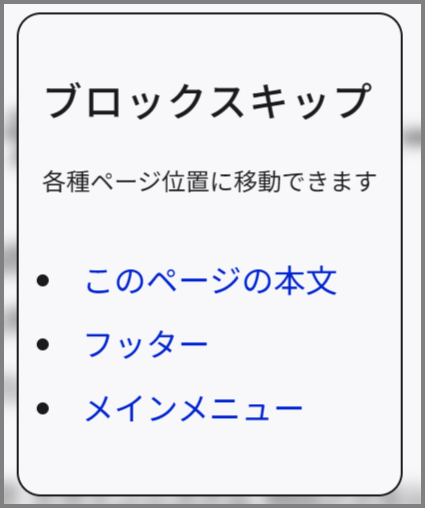 ブロックスキップ
各種ページ位置に移動できます
このページの本文
フッター
メインメニュー